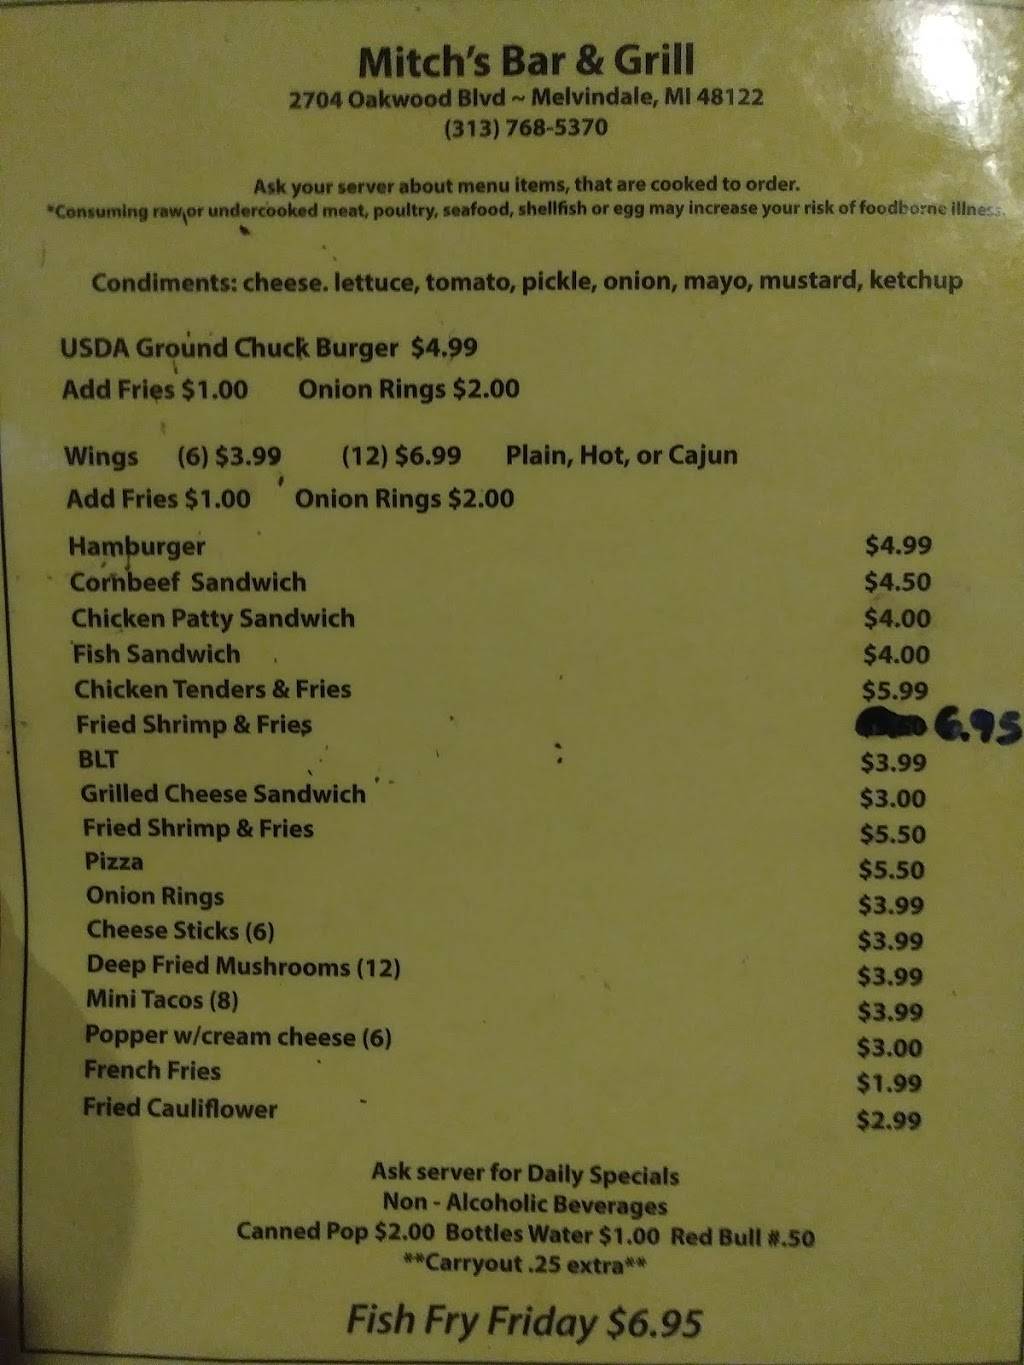 Mitch's Bar & Grill
2704 Oakwood Blvd ~ Melvindale, MI 48122
(313) 768-5370
Ask your server about menu items, that are cooked to order.
*Consuming raw or undercooked meat, poultry, seafood, shellfish or egg may increase your risk of foodborne illness.
Condiments: cheese. lettuce, tomato, pickle, onion, mayo, mustard, ketchup
USDA Ground Chuck Burger $4.99
Add Fries $1.00 Onion Rings $2.00
Wings (6) $3.99 (12) $6.99 Plain, Hot, or Cajun
Add Fries $1.00 Onion Rings $2.00
Hamburger $4.99
Cornbeef Sandwich $4.50
Chicken Patty Sandwich $4.00
Fish Sandwich $4.00
Chicken Tenders & Fries $5.99
Fried Shrimp & Fries 6.95
BLT $3.99
Grilled Cheese Sandwich $3.00
Fried Shrimp & Fries $5.50
Pizza $5.50
Onion Rings $3.99
Cheese Sticks (6) $3.99
Deep Fried Mushrooms (12) $3.99
Mini Tacos (8) $3.99
Popper w/cream cheese (6) $3.00
French Fries $1.99
Fried Cauliflower $2.99
Ask server for Daily Specials
Non - Alcoholic Beverages
Canned Pop $2.00 Bottles Water $1.00 Red Bull #.50
**Carryout .25 extra**
Fish Fry Friday $6.95